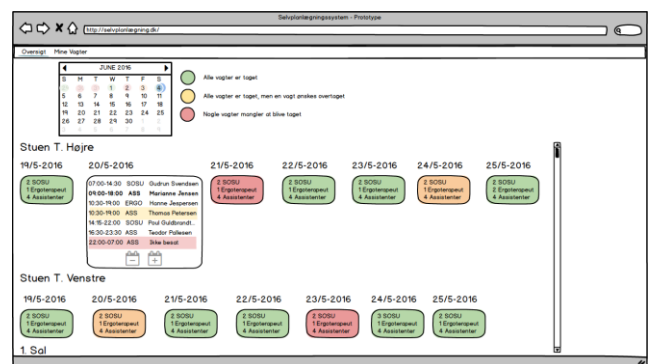 Selvplanlægningssystem - Prototype
http://selvplanlægning.dk/
Oversigt Mine Vagter
JUNE 2016
S M T W T F S
1 2 3 4
5 6 7 8 9 10 11
12 13 14 15 16 17 18
19 20 21 22 23 24 25
26 27 28 29 30 1 2
3 4 5 6 7 8 9
Alle vagter er taget
Alle vagter er taget, men en vagt ønskes overtaget
Nogle vagter mangler at blive taget
Stuen T. Højre
19/5-2016 20/5-2016 21/5-2016 22/5-2016 23/5-2016 24/5-2016 25/5-2016
2 SOSU
1 Ergoterapeut
4 Assistenter
07:00-14:30 SOSU Gudrun Svendsen
09:00-18:00 ASS Marianne Jensen
10:30-19:00 ERGO Hanne Jespersen
10:30-19:00 ASS Thomas Petersen
14:15-22:00 SOSU Poul Guldbrandt...
16:30-23:30 ASS Teodor Pallesen
22:00-07:00 ASS Ikke besat
2 SOSU
1 Ergoterapeut
4 Assistenter
2 SOSU
1 Ergoterapeut
4 Assistenter
2 SOSU
1 Ergoterapeut
4 Assistenter
2 SOSU
1 Ergoterapeut
4 Assistenter
2 SOSU
2 Ergoterapeut
4 Assistenter
Stuen T. Venstre
19/5-2016 20/5-2016 21/5-2016 22/5-2016 23/5-2016 24/5-2016 25/5-2016
2 SOSU
1 Ergoterapeut
4 Assistenter
2 SOSU
1 Ergoterapeut
4 Assistenter
2 SOSU
1 Ergoterapeut
4 Assistenter
2 SOSU
1 Ergoterapeut
4 Assistenter
2 SOSU
1 Ergoterapeut
4 Assistenter
3 SOSU
1 Ergoterapeut
4 Assistenter
2 SOSU
1 Ergoterapeut
4 Assistenter
1. Sal